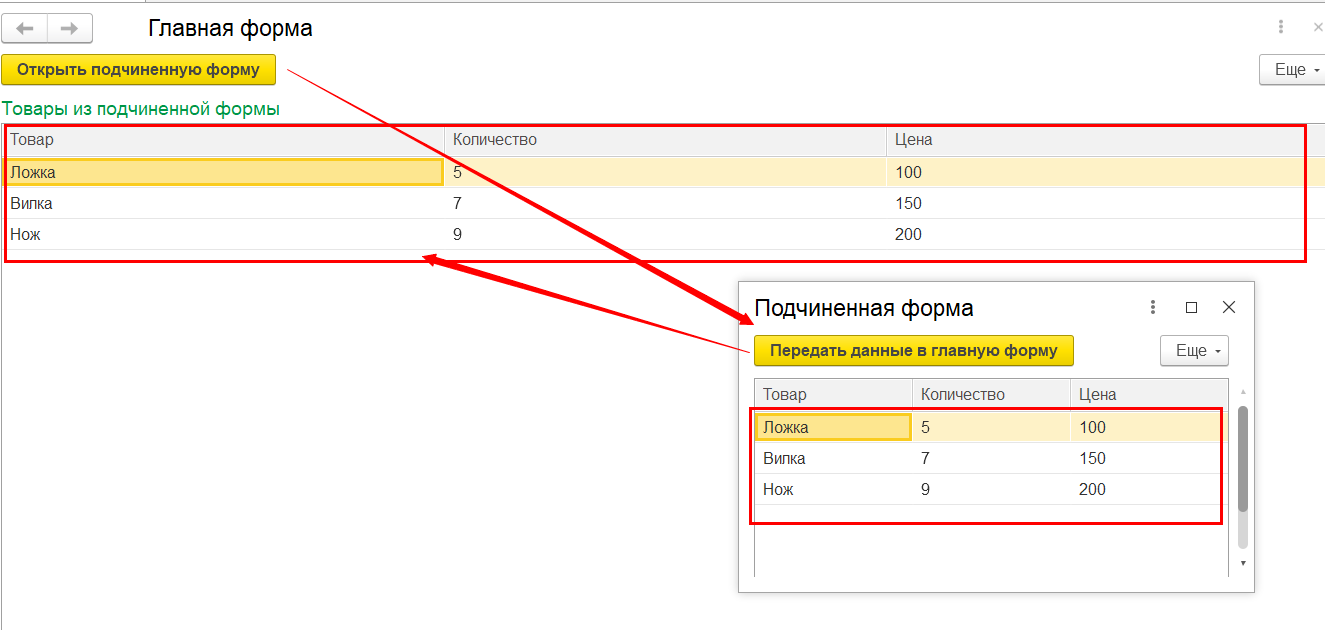 Главная форма
Открыть подчиненную форму Еще
Товары из подчиненной формы
Товар Количество Цена
Ложка 5 100
Вилка 7 150
Нож 9 200
Подчиненная форма
Передать данные в главную форму Еще
Товар Количество Цена
Ложка 5 100
Вилка 7 150
Нож 9 200